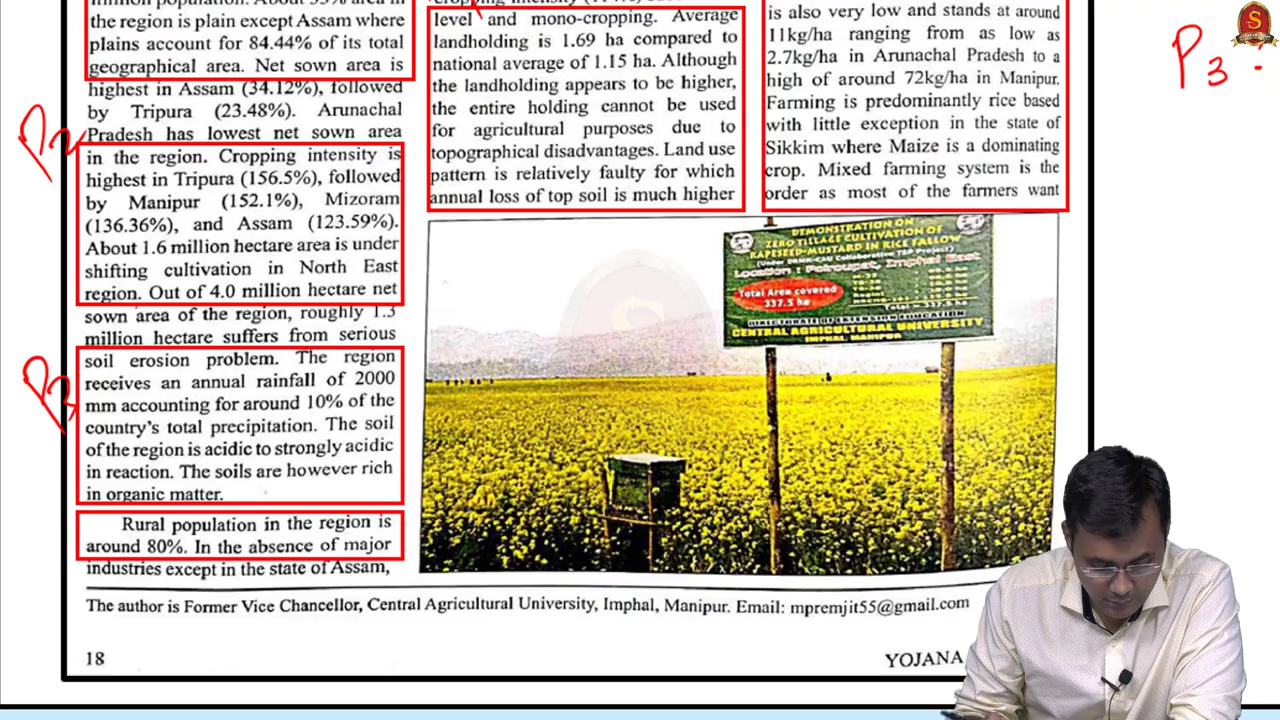 the region is plain except Assam where
plains account for 84.44% of its total
geographical area. Net sown area is
highest in Assam (34.12%), followed
by Tripura (23.48%). Arunachal
Pradesh has lowest net sown area
in the region. Cropping intensity is
highest in Tripura (156.5%), followed
by Manipur (152.1%), Mizoram
(136.36%), and Assam (123.59%).
About 1.6 million hectare area is under
shifting cultivation in North East
region. Out of 4.0 million hectare net
sown area of the region, roughly 1.3
million hectare suffers from serious
soil erosion problem. The region
receives an annual rainfall of 2000
mm accounting for around 10% of the
country's total precipitation. The soil
of the region is acidic to strongly acidic
in reaction. The soils are however rich
in organic matter.
Rural population in the region is
around 80%. In the absence of major
industries except in the state of Assam,
level and mono-cropping. Average
landholding is 1.69 ha compared to
national average of 1.15 ha. Although
the landholding appears to be higher,
the entire holding cannot be used
for agricultural purposes due to
topographical disadvantages. Land use
pattern is relatively faulty for which
annual loss of top soil is much higher
is also very low and stands at around
11kg/ha ranging from as low as
2.7kg/ha in Arunachal Pradesh to a
high of around 72kg/ha in Manipur.
Farming is predominantly rice based
with little exception in the state of
Sikkim where Maize is a dominating
crop. Mixed farming system is the
order as most of the farmers want
DEMONSTRATION ON
ZERO TILLAGE CULTIVATION OF
RAPESEED-MUSTARD IN RICE FALLOW
(Under DRMR-CAU Collaborative TSP Project)
Location : Imphal East
Total Area covered
337.5 ha
DIRECTORATE OF EXTENSION EDUCATION
CENTRAL AGRICULTURAL UNIVERSITY
IMPHAL, MANIPUR
The author is Former Vice Chancellor, Central Agricultural University, Imphal, Manipur. Email: mpremjit55@gmail.com
18
YOJANA
P2
P3
S